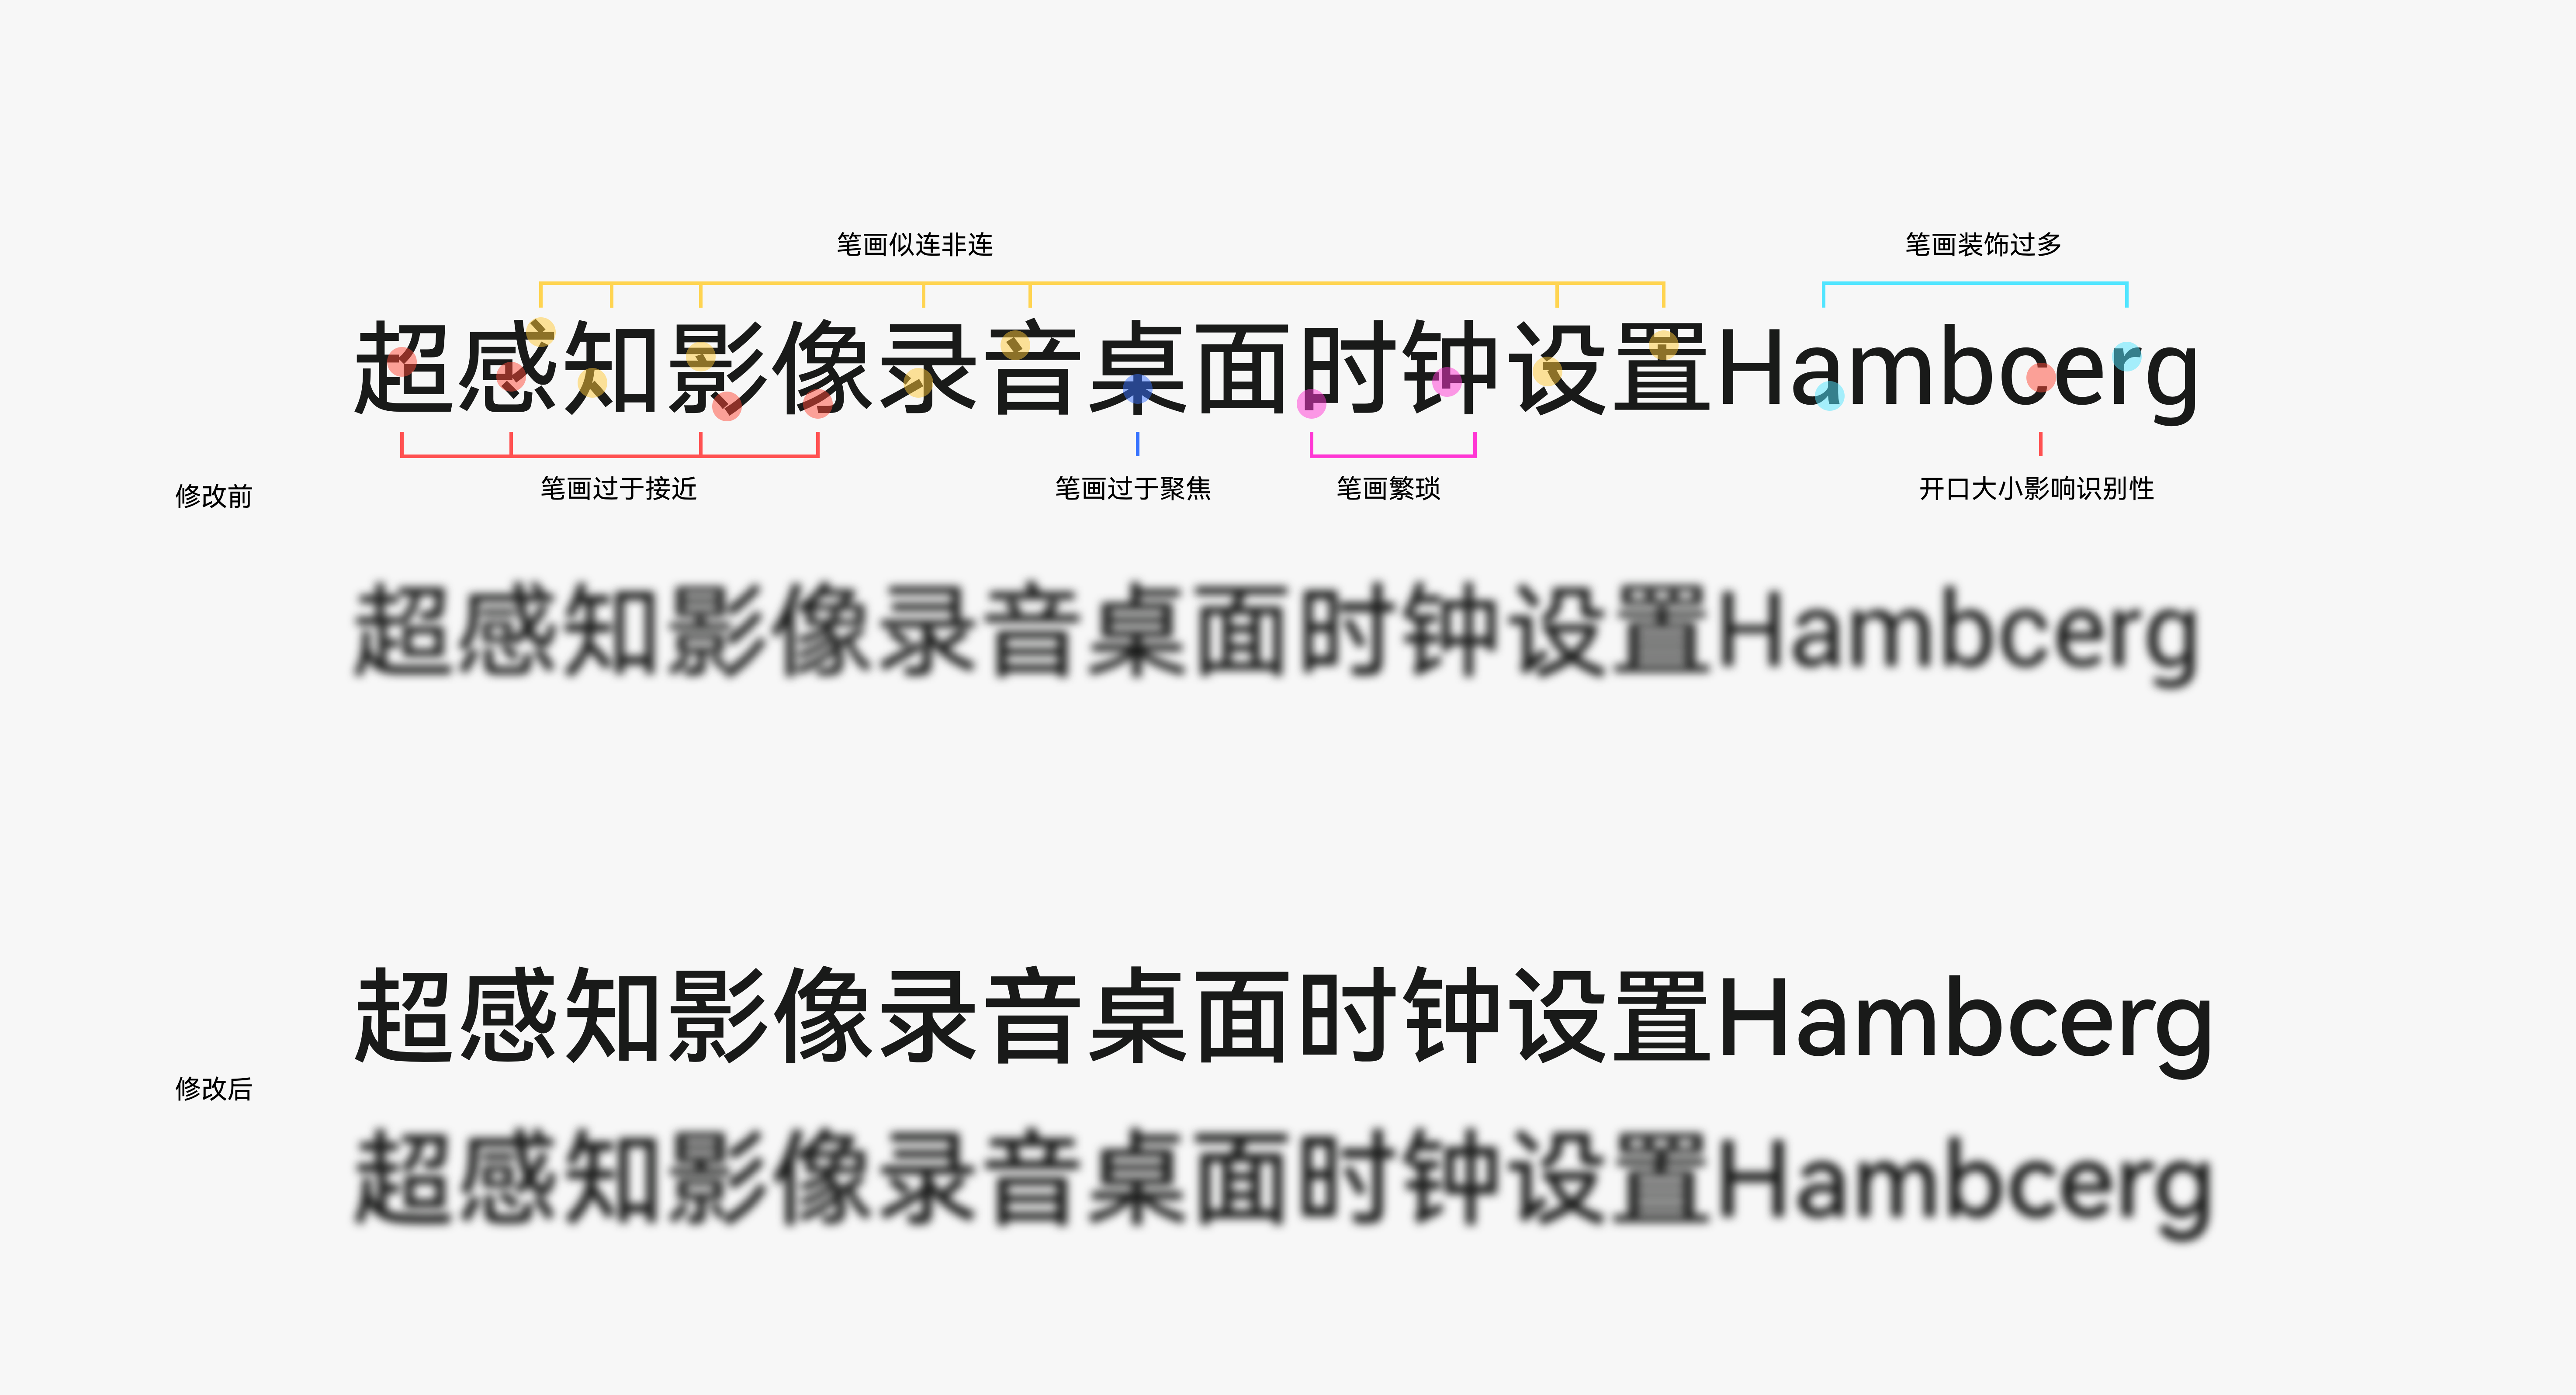 笔画似连非连 笔画装饰过多
超感知影像录音桌面时钟设置Hambcerg
笔画过于接近 笔画过于聚焦 笔画繁琐 开口大小影响识别性
修改前
超感知影像录音桌面时钟设置Hambcerg
超感知影像录音桌面时钟设置Hambcerg
修改后
超感知影像录音桌面时钟设置Hambcerg